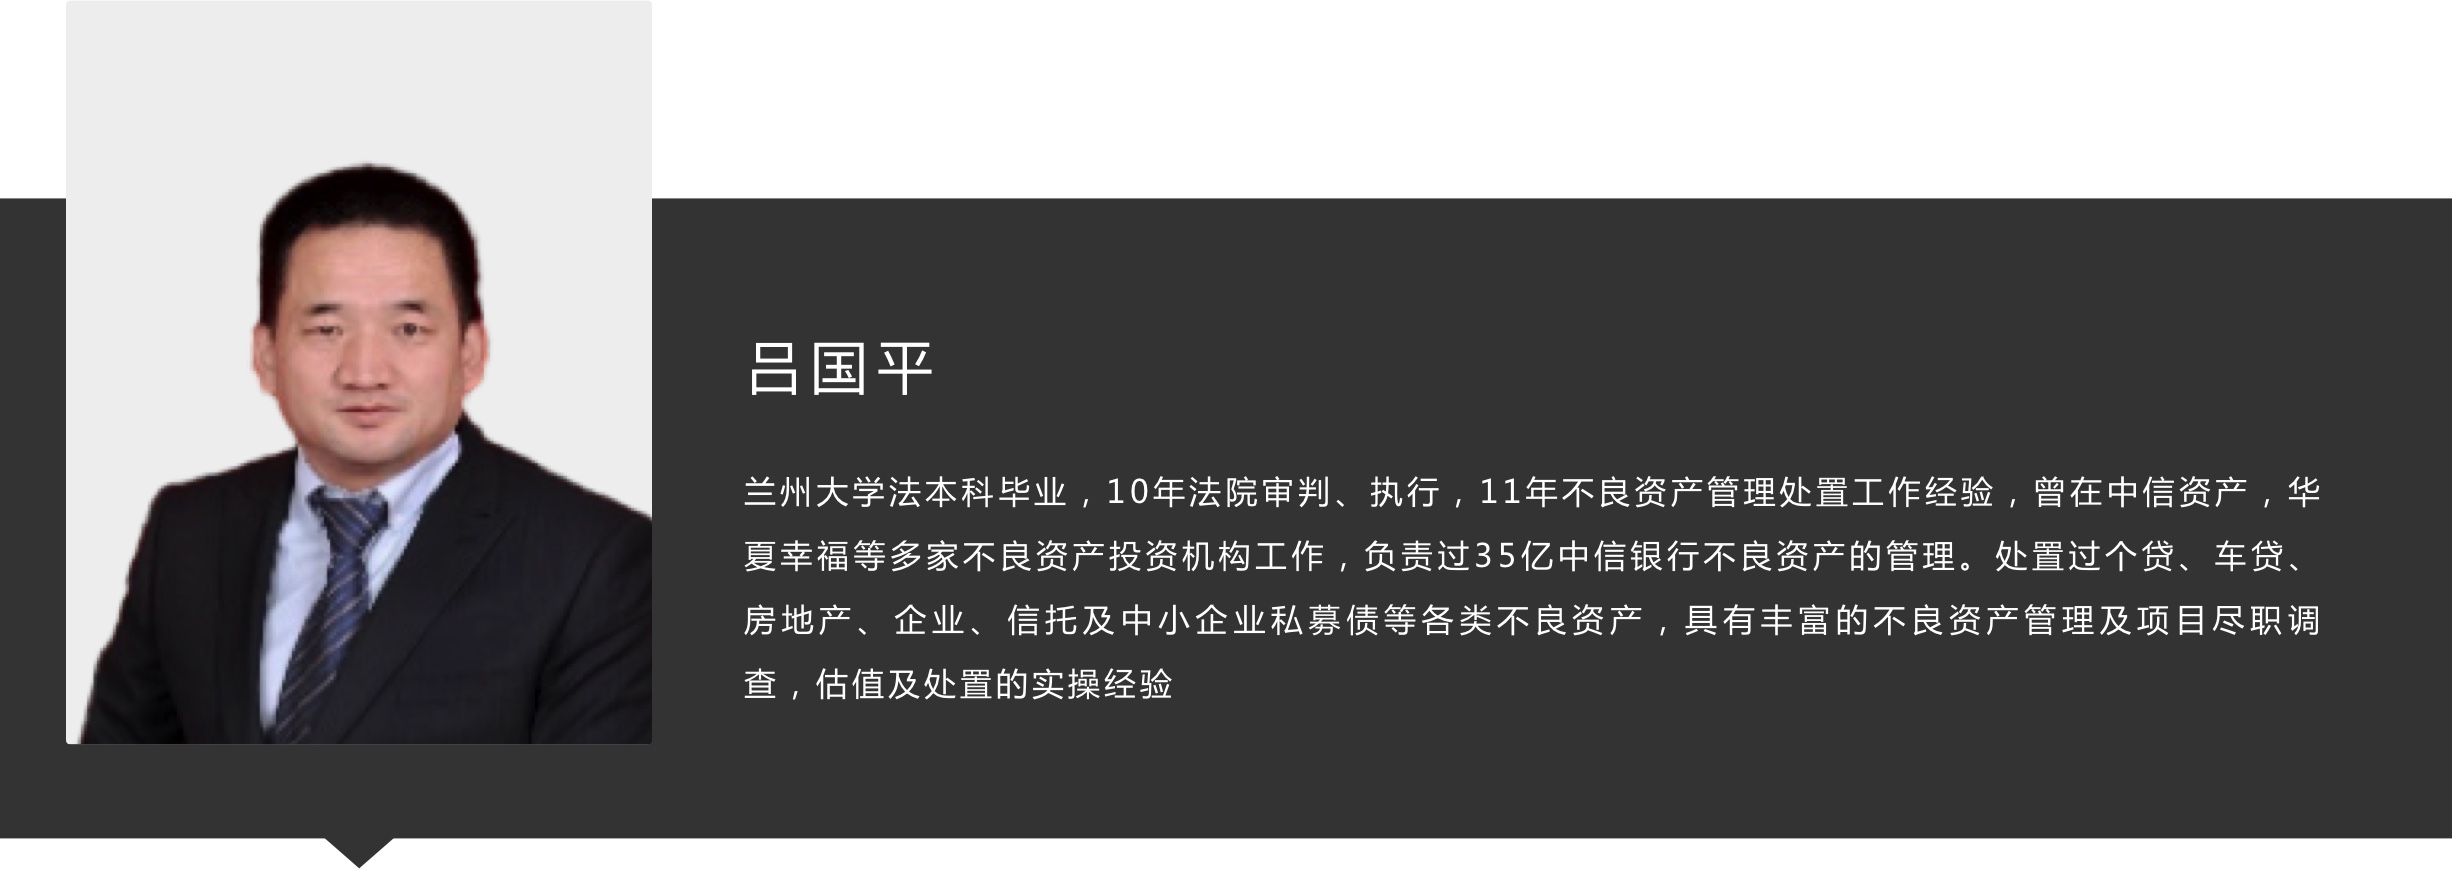 吕国平
兰州大学法本科毕业，10年法院审判、执行，11年不良资产管理处置工作经验，曾在中信资产，华
夏幸福等多家不良资产投资机构工作，负责过35亿中信银行不良资产的管理。处置过个贷、车贷、
房地产、企业、信托及中小企业私募债等各类不良资产，具有丰富的不良资产管理及项目尽职调
查，估值及处置的实操经验